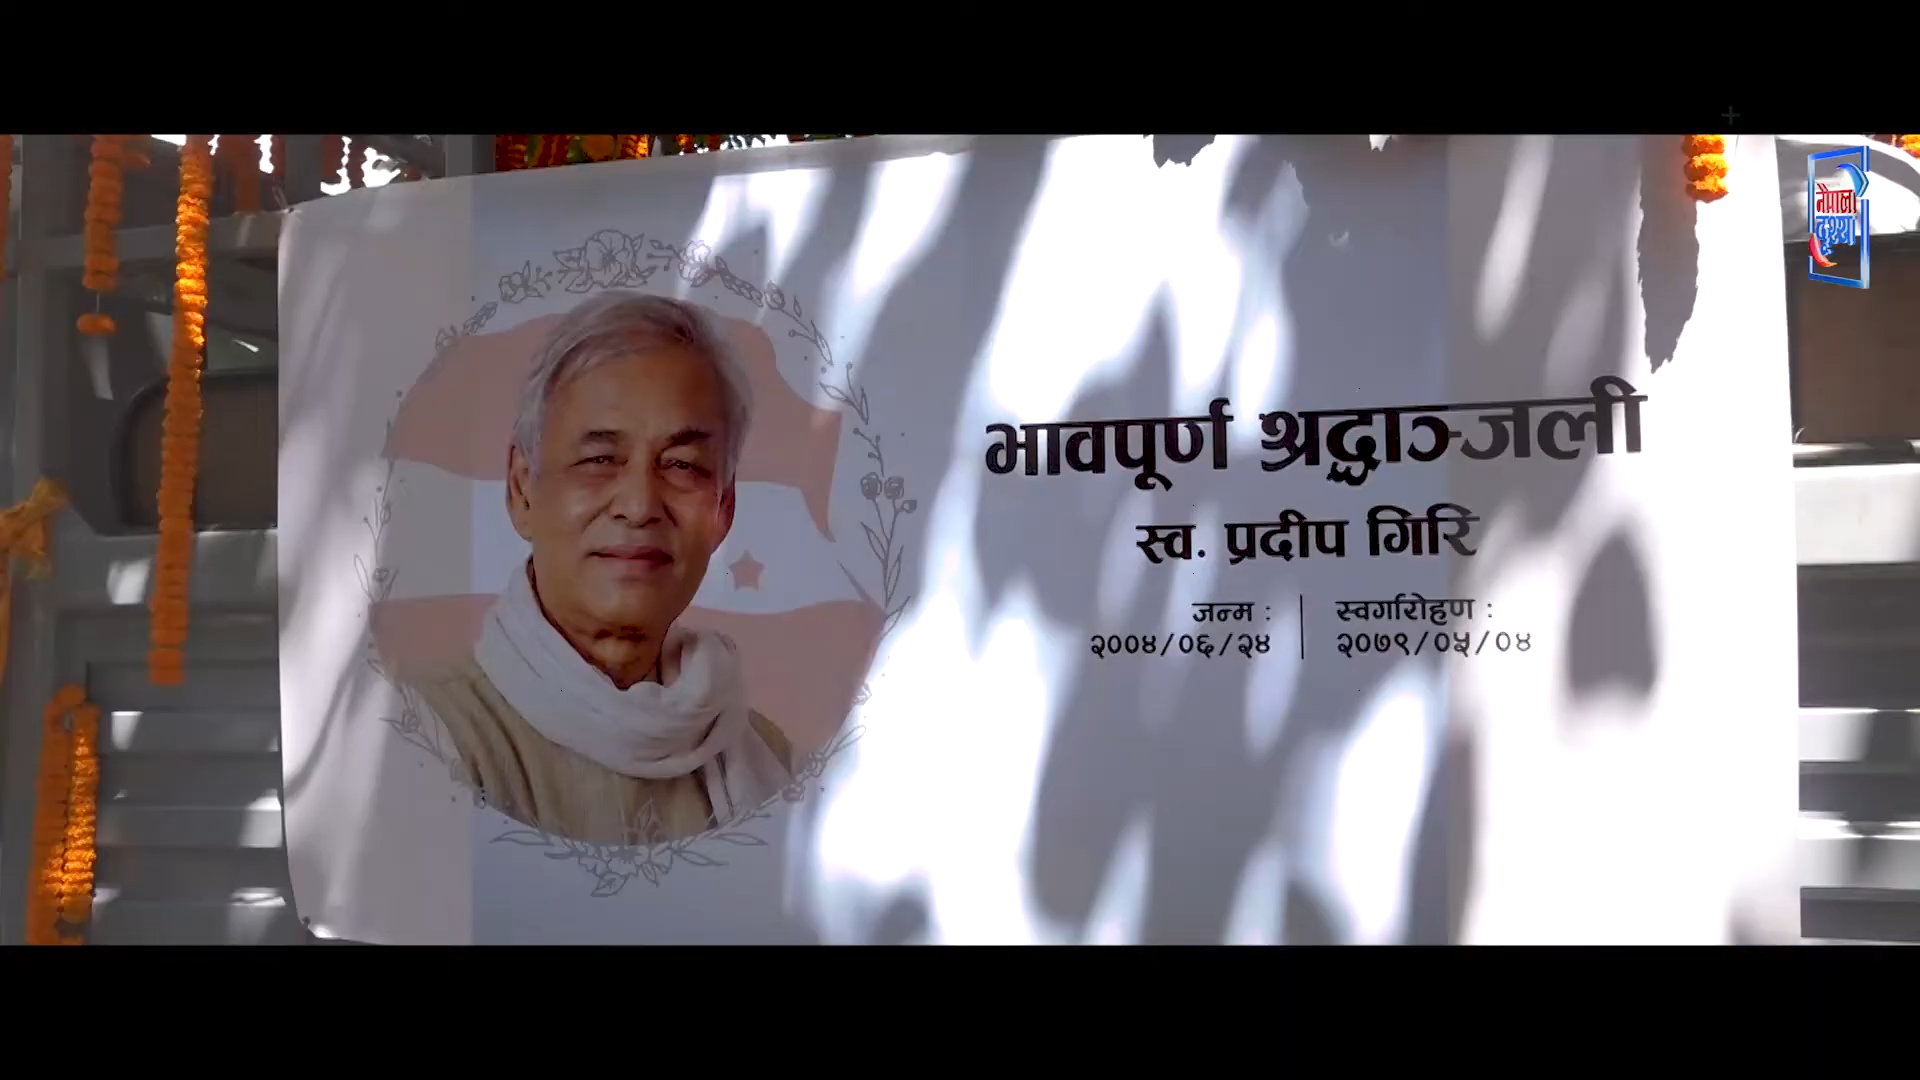 नेपाल
दृश्य
भावपूर्ण श्रद्धाञ्जली
स्व. प्रदीप गिरि
जन्म : स्वर्गारोहण :
२००४/०६/२४ २०७९/०५/०४